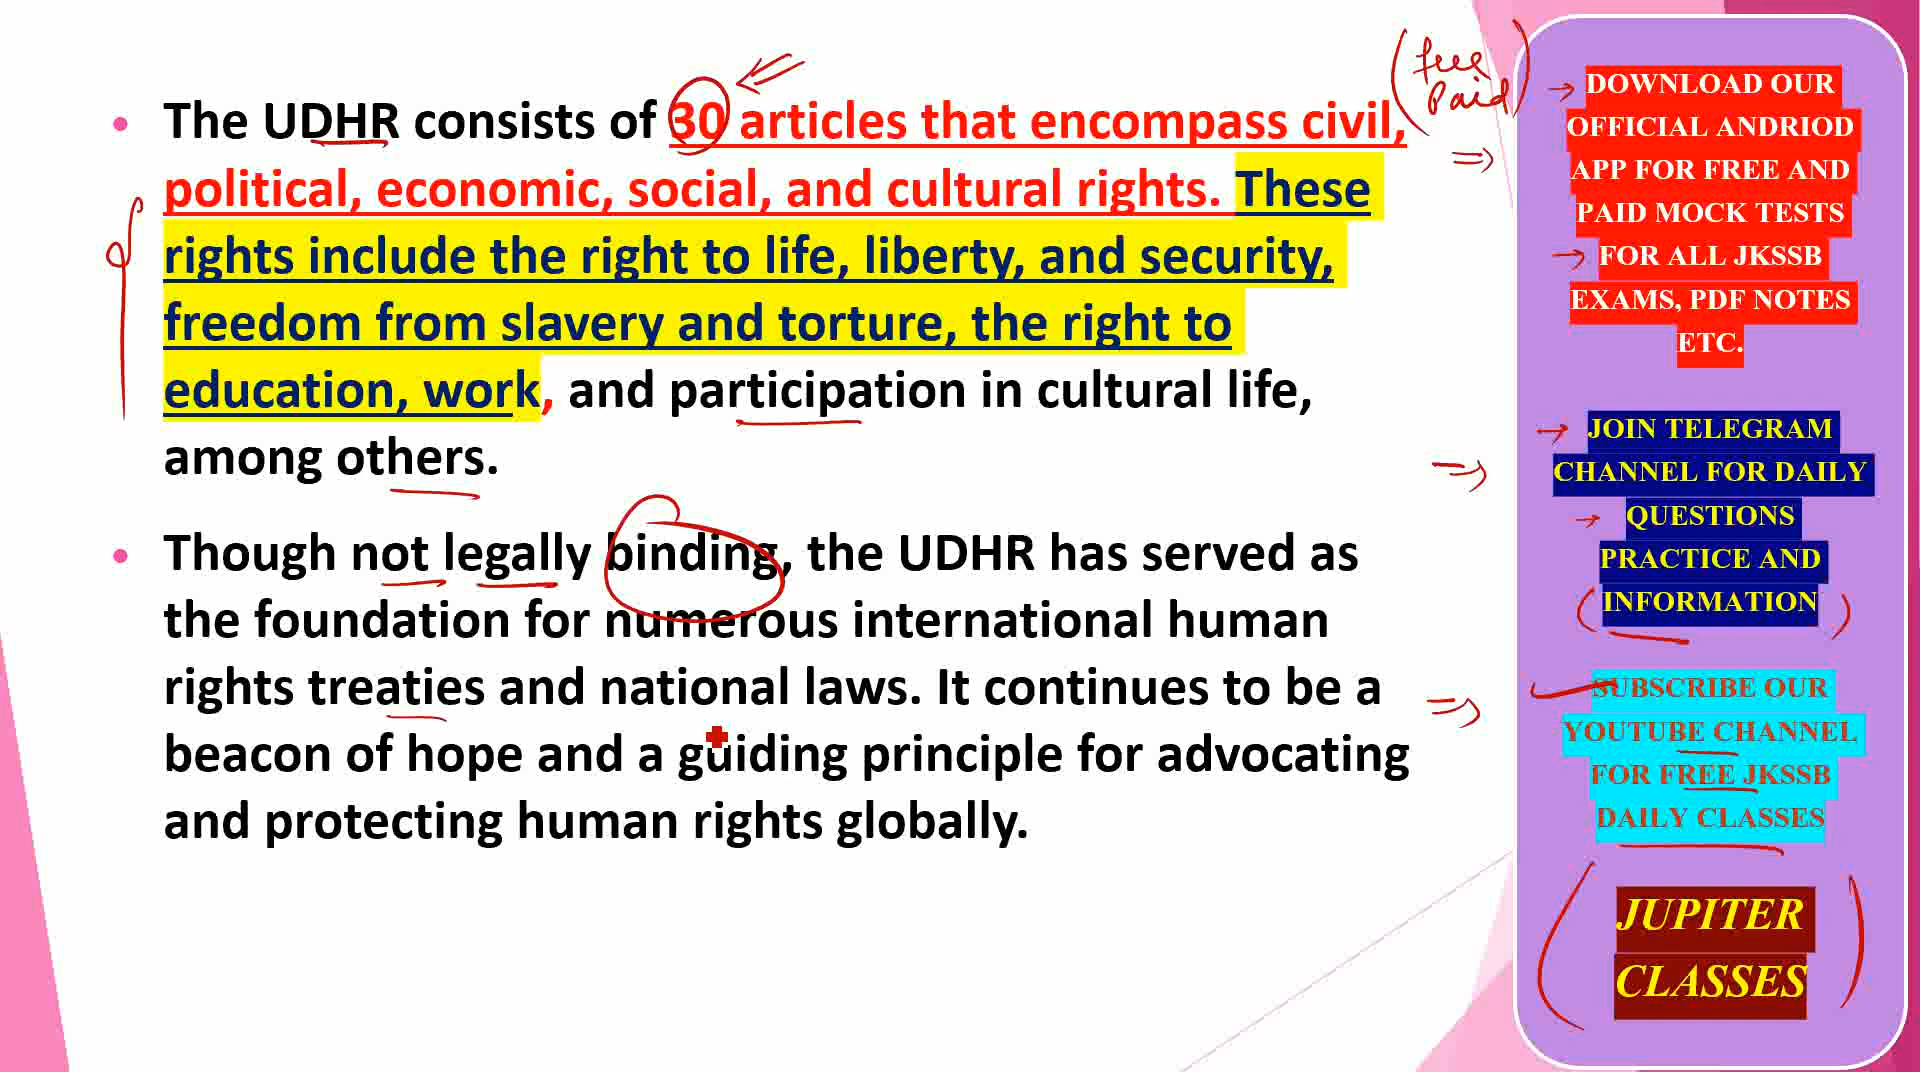 The UDHR consists of 30 articles that encompass civil,
political, economic, social, and cultural rights. These
rights include the right to life, liberty, and security,
freedom from slavery and torture, the right to
education, work, and participation in cultural life,
among others.
Though not legally binding, the UDHR has served as
the foundation for numerous international human
rights treaties and national laws. It continues to be a
beacon of hope and a guiding principle for advocating
and protecting human rights globally.
free
Paid
DOWNLOAD OUR
OFFICIAL ANDRIOD
APP FOR FREE AND
PAID MOCK TESTS
FOR ALL JKSSB
EXAMS, PDF NOTES
ETC.
JOIN TELEGRAM
CHANNEL FOR DAILY
QUESTIONS
PRACTICE AND
INFORMATION
SUBSCRIBE OUR
YOUTUBE CHANNEL
FOR FREE JKSSB
DAILY CLASSES
JUPITER
CLASSES